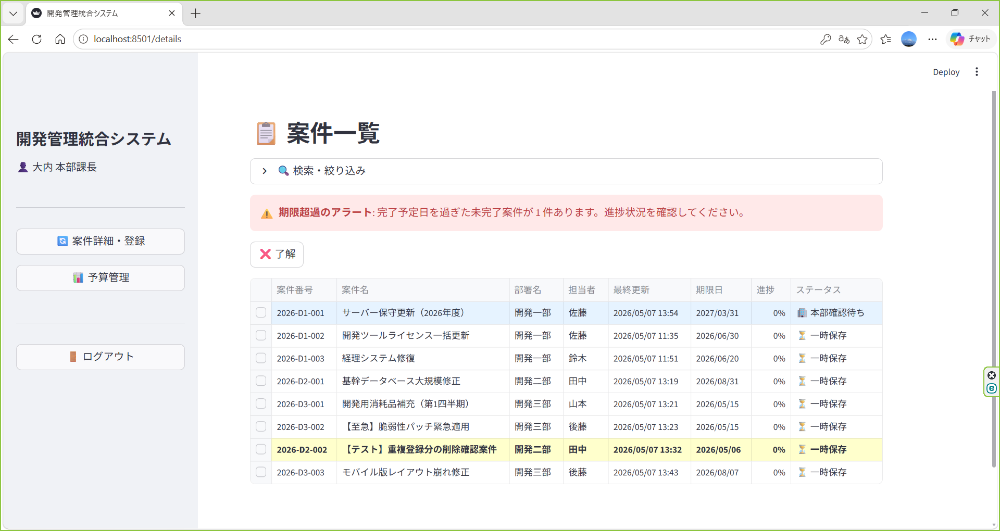 開発管理統合システム
localhost:8501/details
チャット
Deploy
開発管理統合システム
大内 本部課長
案件詳細・登録
予算管理
ログアウト
案件一覧
検索・絞り込み
期限超過のアラート: 完了予定日を過ぎた未完了案件が 1 件あります。進捗状況を確認してください。
了解
案件番号 案件名 部署名 担当者 最終更新 期限日 進捗 ステータス
2026-D1-001 サーバー保守更新（2026年度） 開発一部 佐藤 2026/05/07 13:54 2027/03/31 0% 本部確認待ち
2026-D1-002 開発ツールライセンス一括更新 開発一部 佐藤 2026/05/07 11:35 2026/06/30 0% 一時保存
2026-D1-003 経理システム修復 開発一部 鈴木 2026/05/07 11:51 2026/06/20 0% 一時保存
2026-D2-001 基幹データベース大規模修正 開発二部 田中 2026/05/07 13:19 2026/08/31 0% 一時保存
2026-D3-001 開発用消耗品補充（第1四半期） 開発三部 山本 2026/05/07 13:21 2026/05/15 0% 一時保存
2026-D3-002 【至急】脆弱性パッチ緊急適用 開発三部 後藤 2026/05/07 13:23 2026/05/15 0% 一時保存
2026-D2-002 【テスト】重複登録分の削除確認案件 開発二部 田中 2026/05/07 13:32 2026/05/06 0% 一時保存
2026-D3-003 モバイル版レイアウト崩れ修正 開発三部 後藤 2026/05/07 13:43 2026/08/07 0% 一時保存